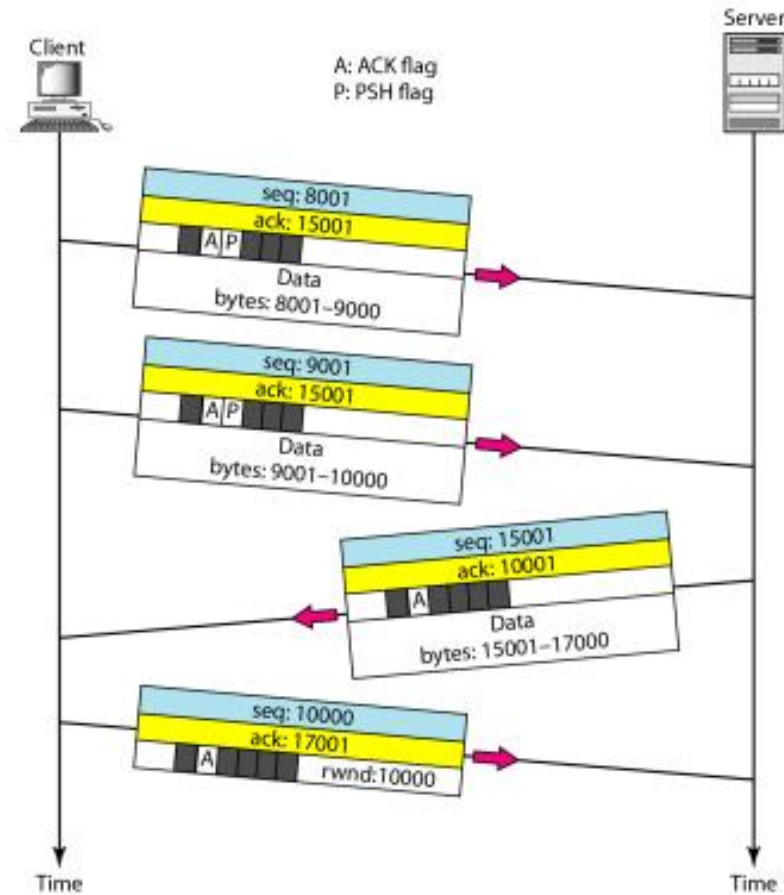 Client
Server
A: ACK flag
P: PSH flag
seq: 8001
ack: 15001
A P
Data
bytes: 8001–9000
seq: 9001
ack: 15001
A P
Data
bytes: 9001–10000
seq: 15001
ack: 10001
A
Data
bytes: 15001–17000
seq: 10000
ack: 17001
A
rwnd:10000
Time
Time